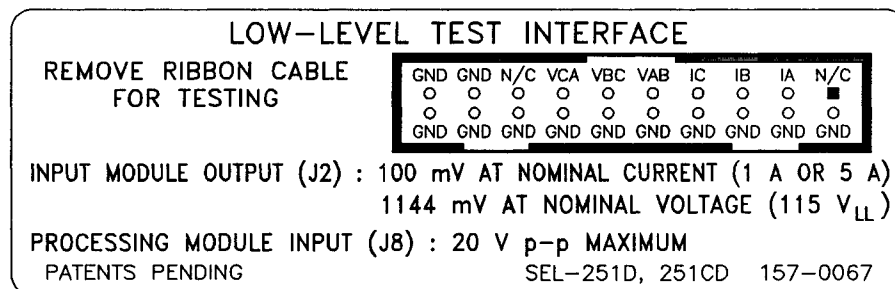 LOW-LEVEL TEST INTERFACE
REMOVE RIBBON CABLE
FOR TESTING
GND GND N/C VCA VBC VAB IC IB IA N/C
GND GND GND GND GND GND GND GND GND GND
INPUT MODULE OUTPUT (J2) : 100 mV AT NOMINAL CURRENT (1 A OR 5 A)
1144 mV AT NOMINAL VOLTAGE (115 VLL)
PROCESSING MODULE INPUT (J8) : 20 V p-p MAXIMUM
PATENTS PENDING SEL-251D, 251CD 157-0067